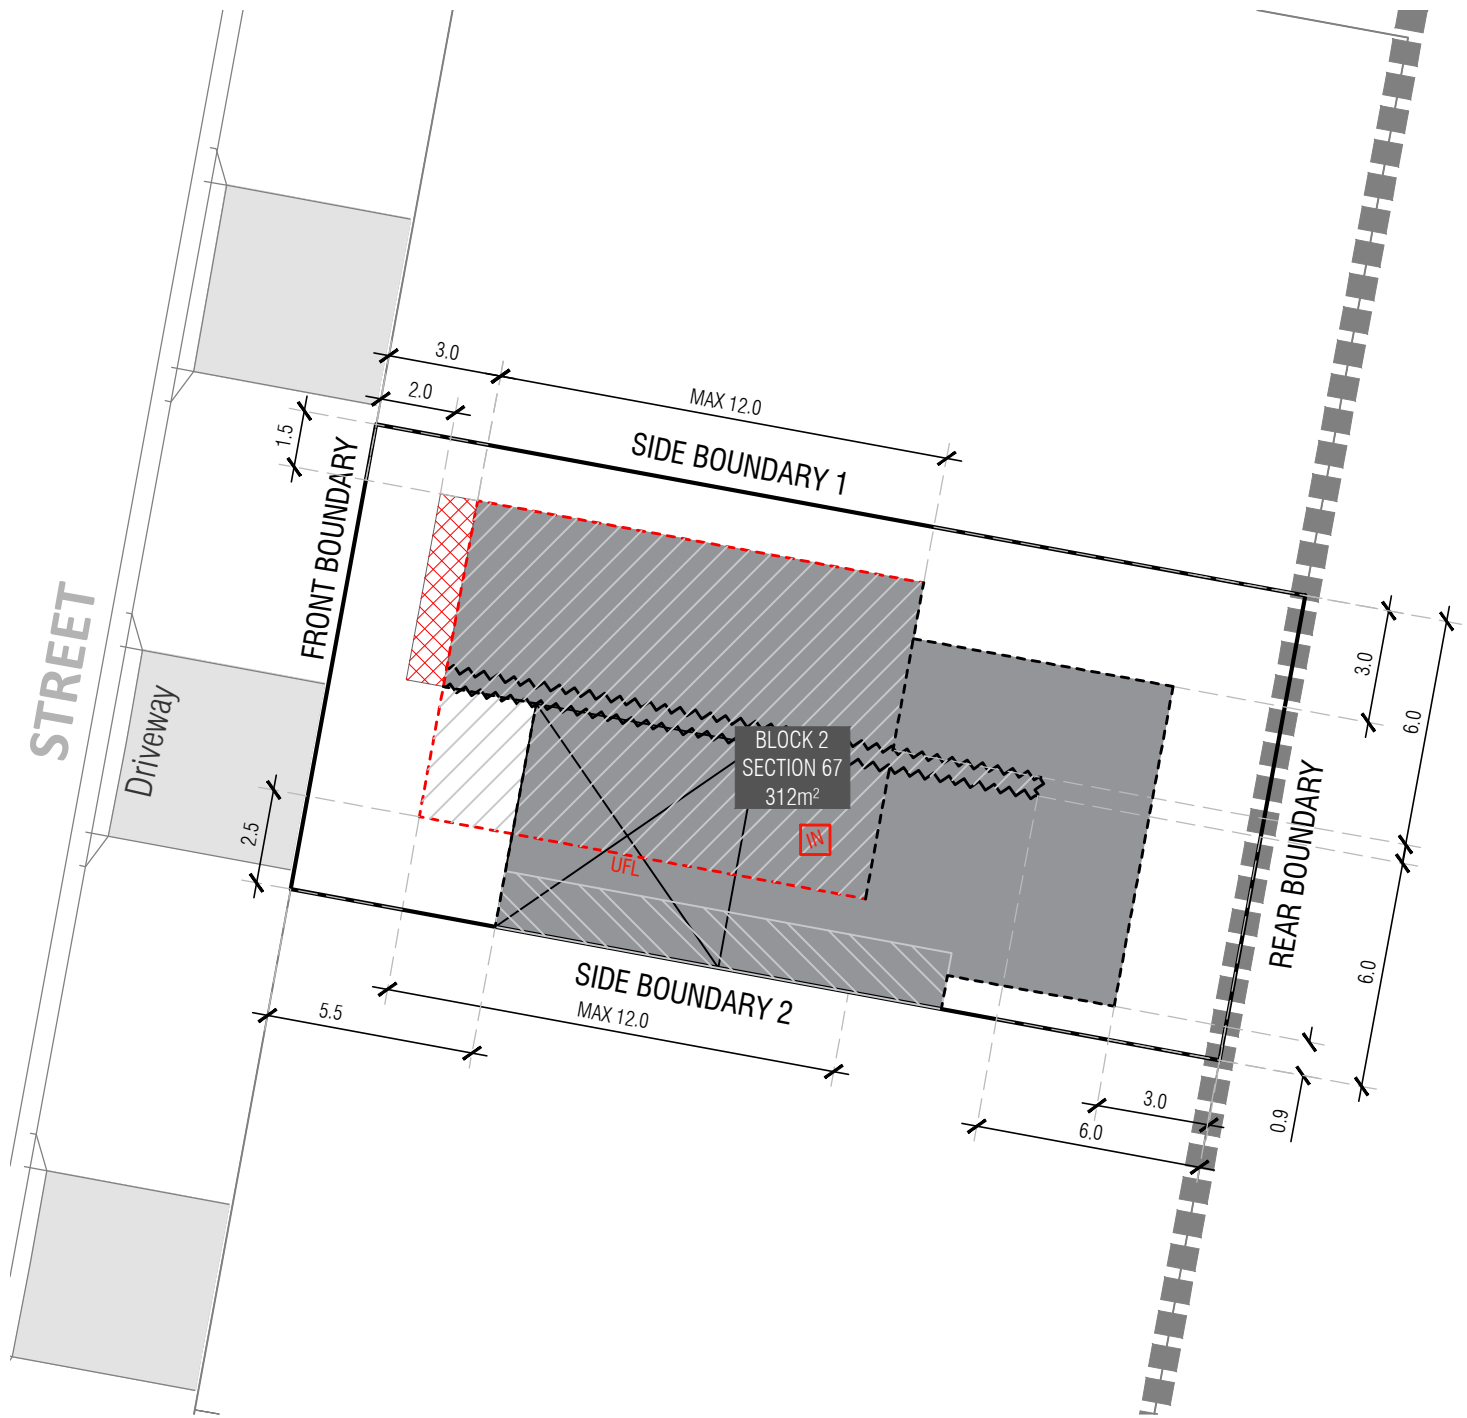 3.0
MAX 12.0
2.0
1.5
SIDE BOUNDARY 1
FRONT BOUNDARY
STREET
Driveway
3.0
6.0
BLOCK 2
SECTION 67
312m²
IN
UFL
2.5
REAR BOUNDARY
6.0
SIDE BOUNDARY 2
MAX 12.0
5.5
3.0
6.0
0.9